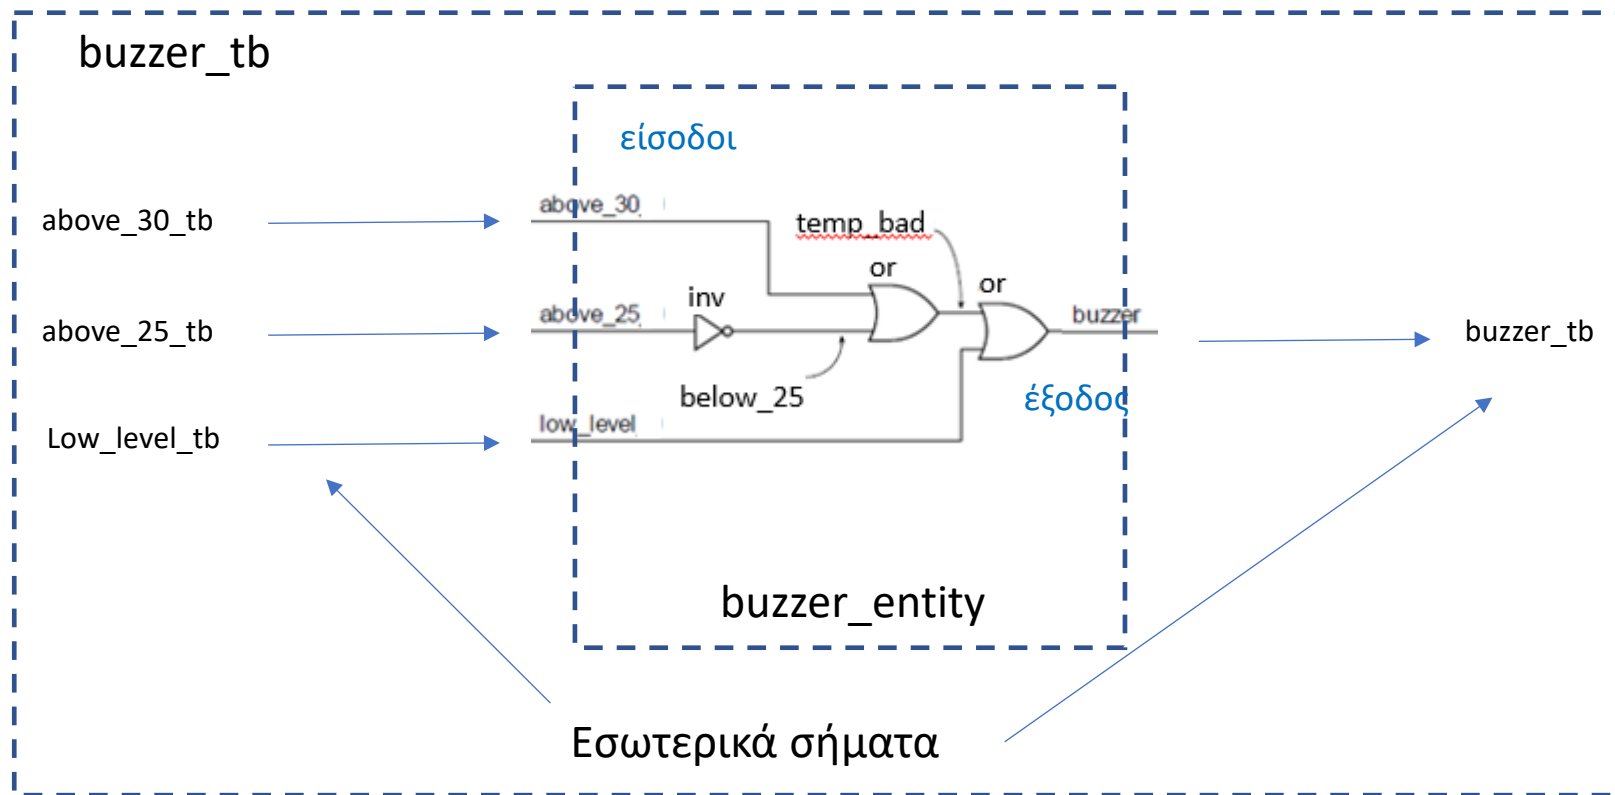 buzzer_tb
είσοδοι
above_30_tb
above_30
temp_bad
or
or
inv
above_25_tb
above_25
buzzer
buzzer_tb
below_25
έξοδος
Low_level_tb
low_level
buzzer_entity
Εσωτερικά σήματα